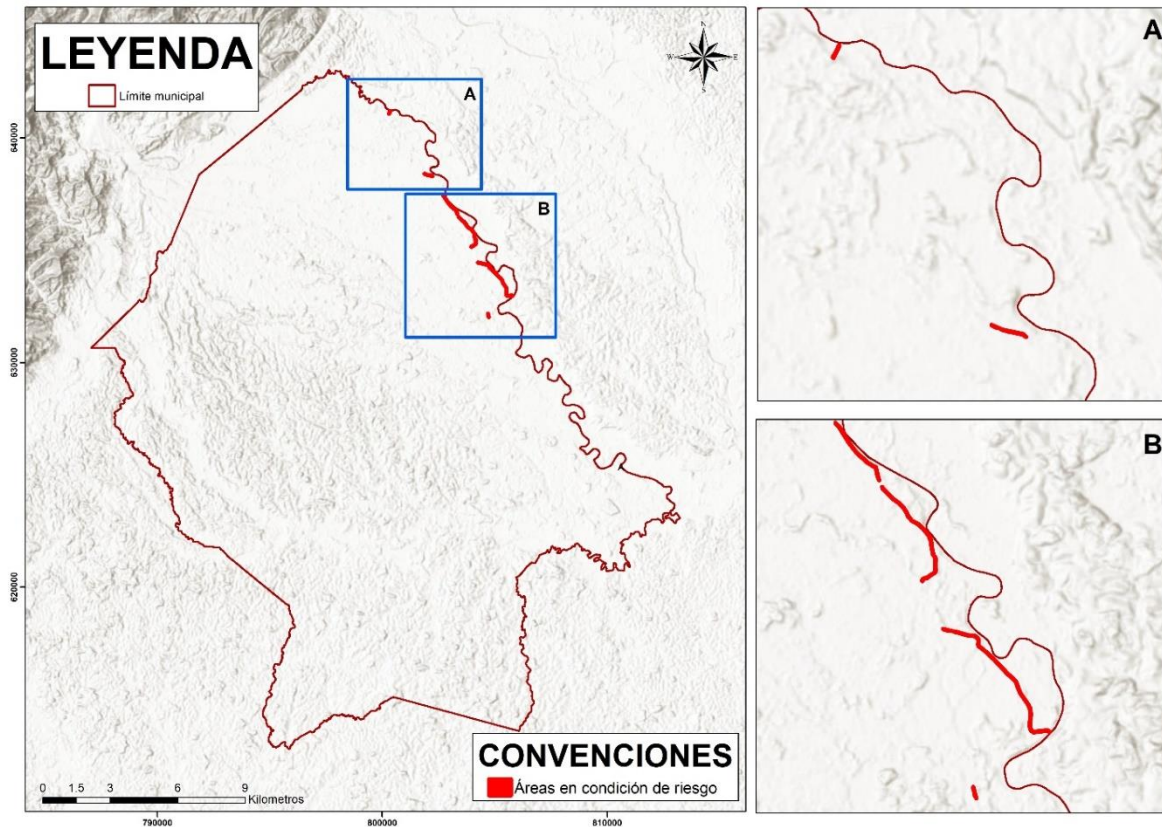 LEYENDA
Límite municipal
N
W
E
S
A
B
640000
630000
620000
CONVENCIONES
Áreas en condición de riesgo
0 1.5 3 6 9
Kilometros
790000 800000 810000
A
B